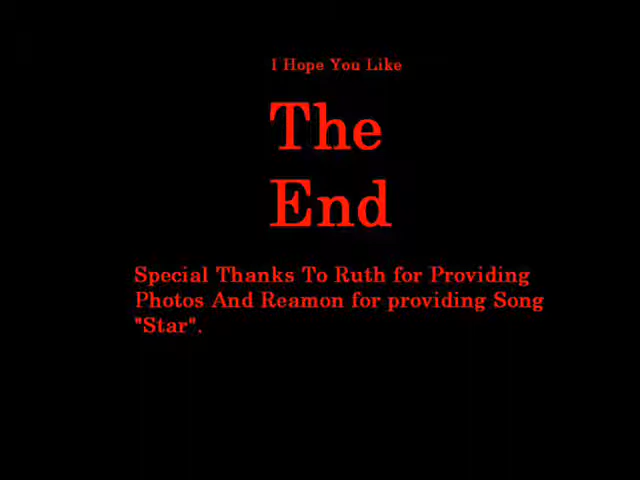 I Hope You Like
The
End
Special Thanks To Ruth for Providing
Photos And Reamon for providing Song
"Star".